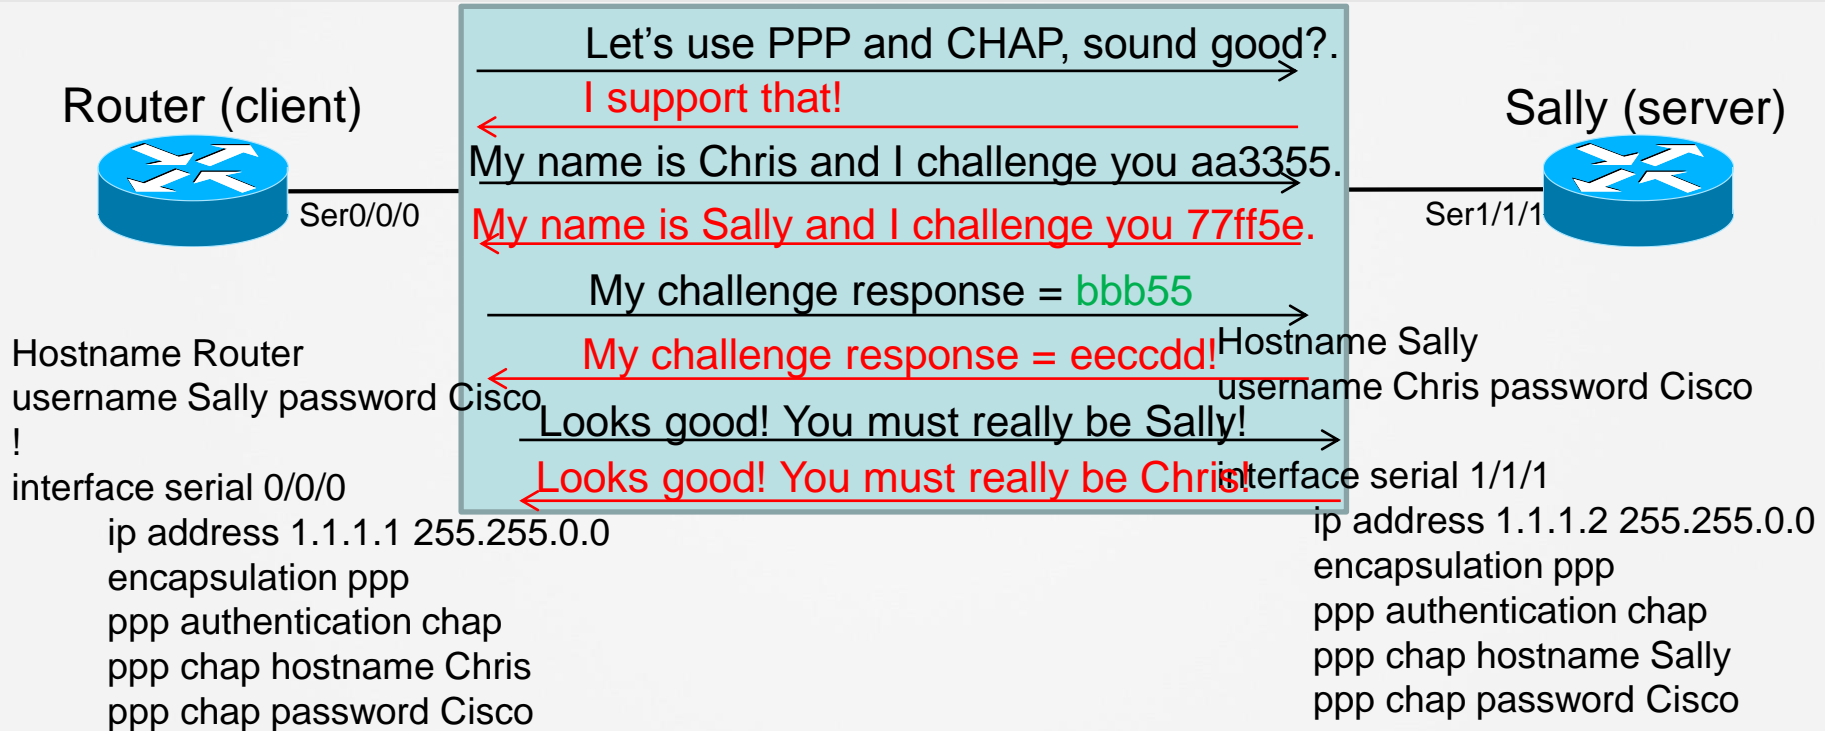 Let's use PPP and CHAP, sound good?.
I support that!
Router (client)
Sally (server)
My name is Chris and I challenge you aa3355.
Ser0/0/0
Ser1/1/1
My name is Sally and I challenge you 77ff5e.
My challenge response = bbb55
My challenge response = eeccdd!
Looks good! You must really be Sally!
Looks good! You must really be Chris!
Hostname Router
username Sally password Cisco
!
interface serial 0/0/0
ip address 1.1.1.1 255.255.0.0
encapsulation ppp
ppp authentication chap
ppp chap hostname Chris
ppp chap password Cisco
Hostname Sally
username Chris password Cisco
!
interface serial 1/1/1
ip address 1.1.1.2 255.255.0.0
encapsulation ppp
ppp authentication chap
ppp chap hostname Sally
ppp chap password Cisco